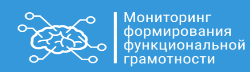 Мониторинг
формирования
функциональной
грамотности